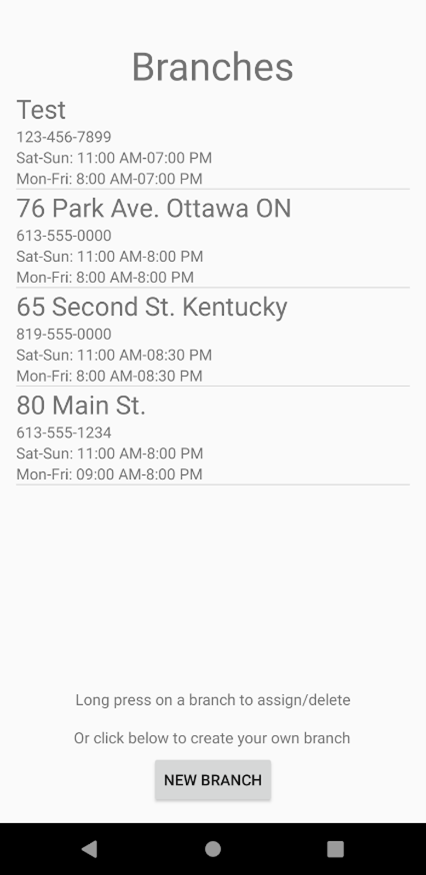 Branches
Test
123-456-7899
Sat-Sun: 11:00 AM-07:00 PM
Mon-Fri: 8:00 AM-07:00 PM
76 Park Ave. Ottawa ON
613-555-0000
Sat-Sun: 11:00 AM-8:00 PM
Mon-Fri: 8:00 AM-8:00 PM
65 Second St. Kentucky
819-555-0000
Sat-Sun: 11:00 AM-08:30 PM
Mon-Fri: 8:00 AM-08:30 PM
80 Main St.
613-555-1234
Sat-Sun: 11:00 AM-8:00 PM
Mon-Fri: 09:00 AM-8:00 PM
Long press on a branch to assign/delete
Or click below to create your own branch
NEW BRANCH